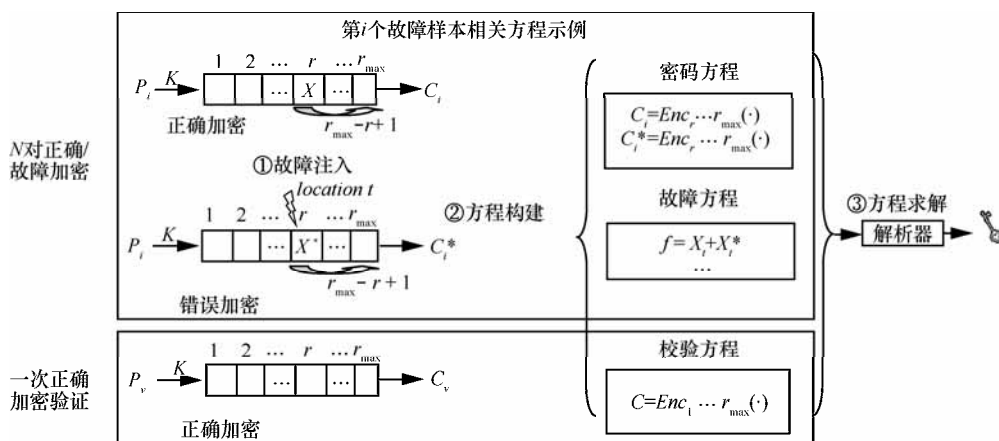 第i个故障样本相关方程示例
1 2 … r … r_max
P_i K … X … C_i
r_max-r+1
正确加密
N对正确/
故障加密
①故障注入
location t
1 2 … r … r_max
P_i K … X* … C_i*
r_max-r+1
错误加密
②方程构建
密码方程
C_i=Enc_r…r_max(·)
C_i*=Enc_r…r_max(·)
故障方程
f=X_t+X_t*
…
③方程求解
解析器
一次正确
加密验证
1 2 … r … r_max
P_v K … … C_v
正确加密
校验方程
C=Enc_1…r_max(·)